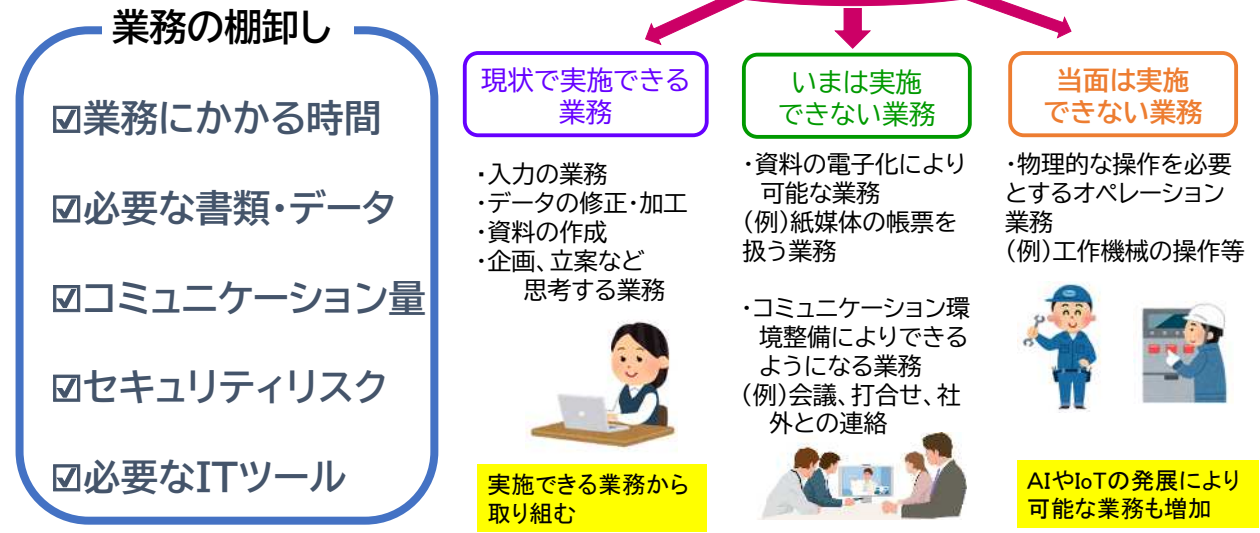 業務の棚卸し
☑業務にかかる時間
☑必要な書類・データ
☑コミュニケーション量
☑セキュリティリスク
☑必要なITツール
現状で実施できる
業務
・入力の業務
・データの修正・加工
・資料の作成
・企画、立案など
思考する業務
実施できる業務から
取り組む
いまは実施
できない業務
・資料の電子化により
可能な業務
(例)紙媒体の帳票を
扱う業務
・コミュニケーション環
境整備によりできる
ようになる業務
(例)会議、打合せ、社
外との連絡
当面は実施
できない業務
・物理的な操作を必要
とするオペレーション
業務
(例)工作機械の操作等
AIやIoTの発展により
可能な業務も増加